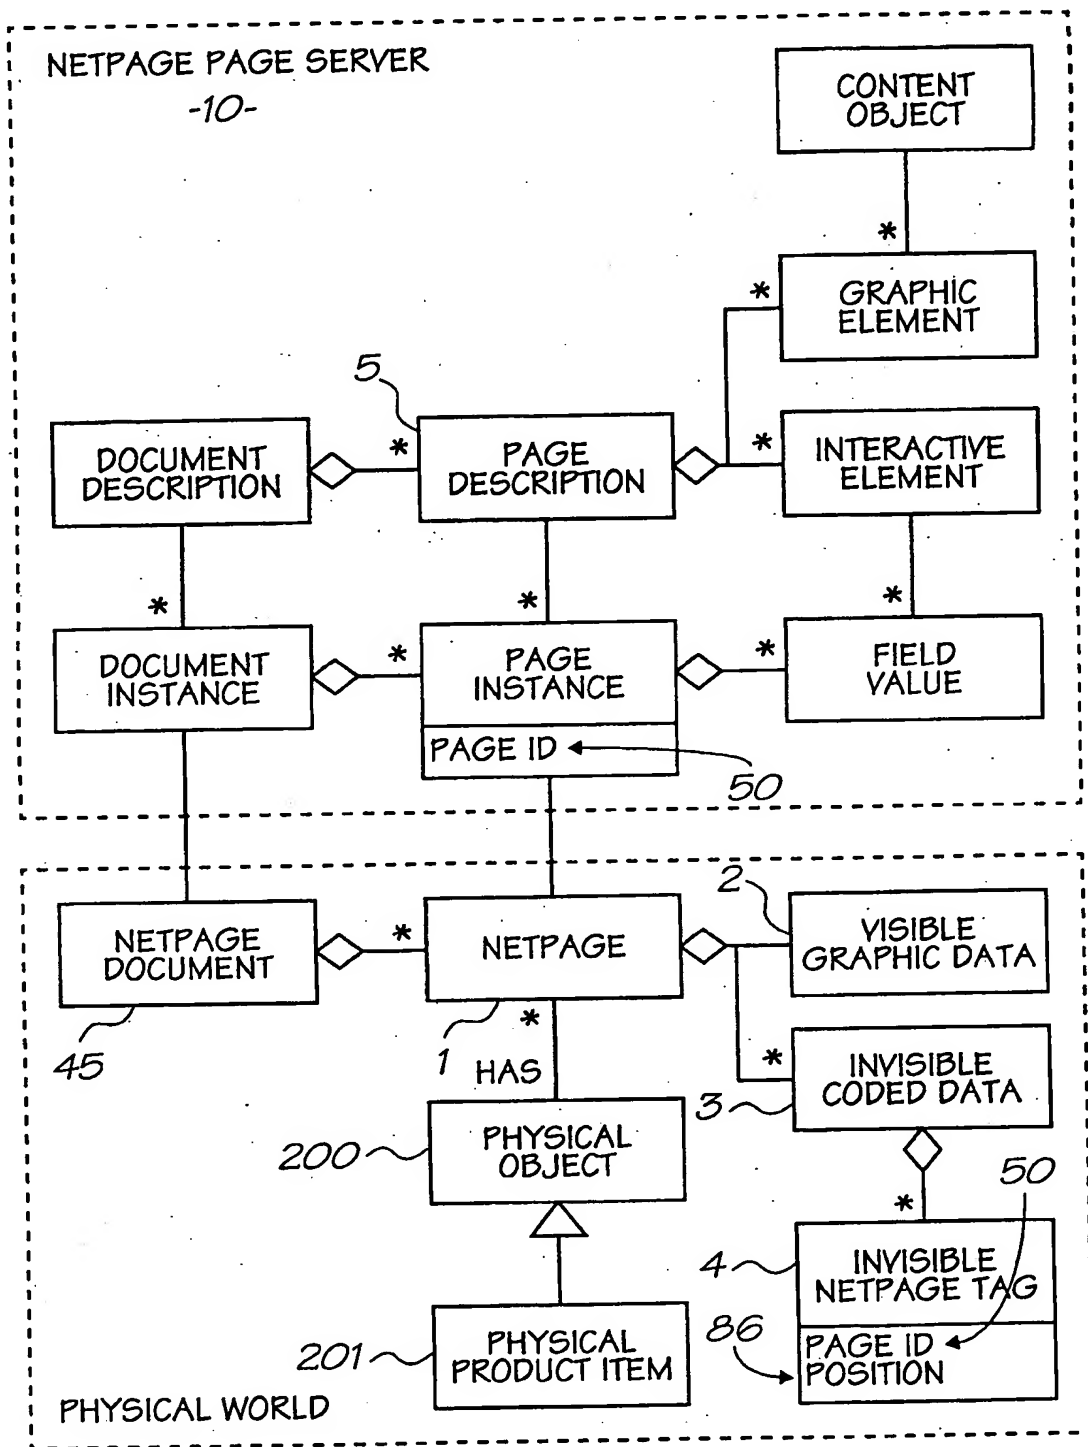 NETPAGE PAGE SERVER
-10-
CONTENT
OBJECT
*
GRAPHIC
ELEMENT
*
5
DOCUMENT
DESCRIPTION
*
PAGE
DESCRIPTION
*
INTERACTIVE
ELEMENT
*
*
*
DOCUMENT
INSTANCE
*
PAGE
INSTANCE
*
FIELD
VALUE
PAGE ID
50
2
NETPAGE
DOCUMENT
*
NETPAGE
VISIBLE
GRAPHIC DATA
45
1
*
HAS
*
INVISIBLE
CODED DATA
3
200
PHYSICAL
OBJECT
50
*
4
INVISIBLE
NETPAGE TAG
86
PAGE ID
POSITION
201
PHYSICAL
PRODUCT ITEM
PHYSICAL WORLD